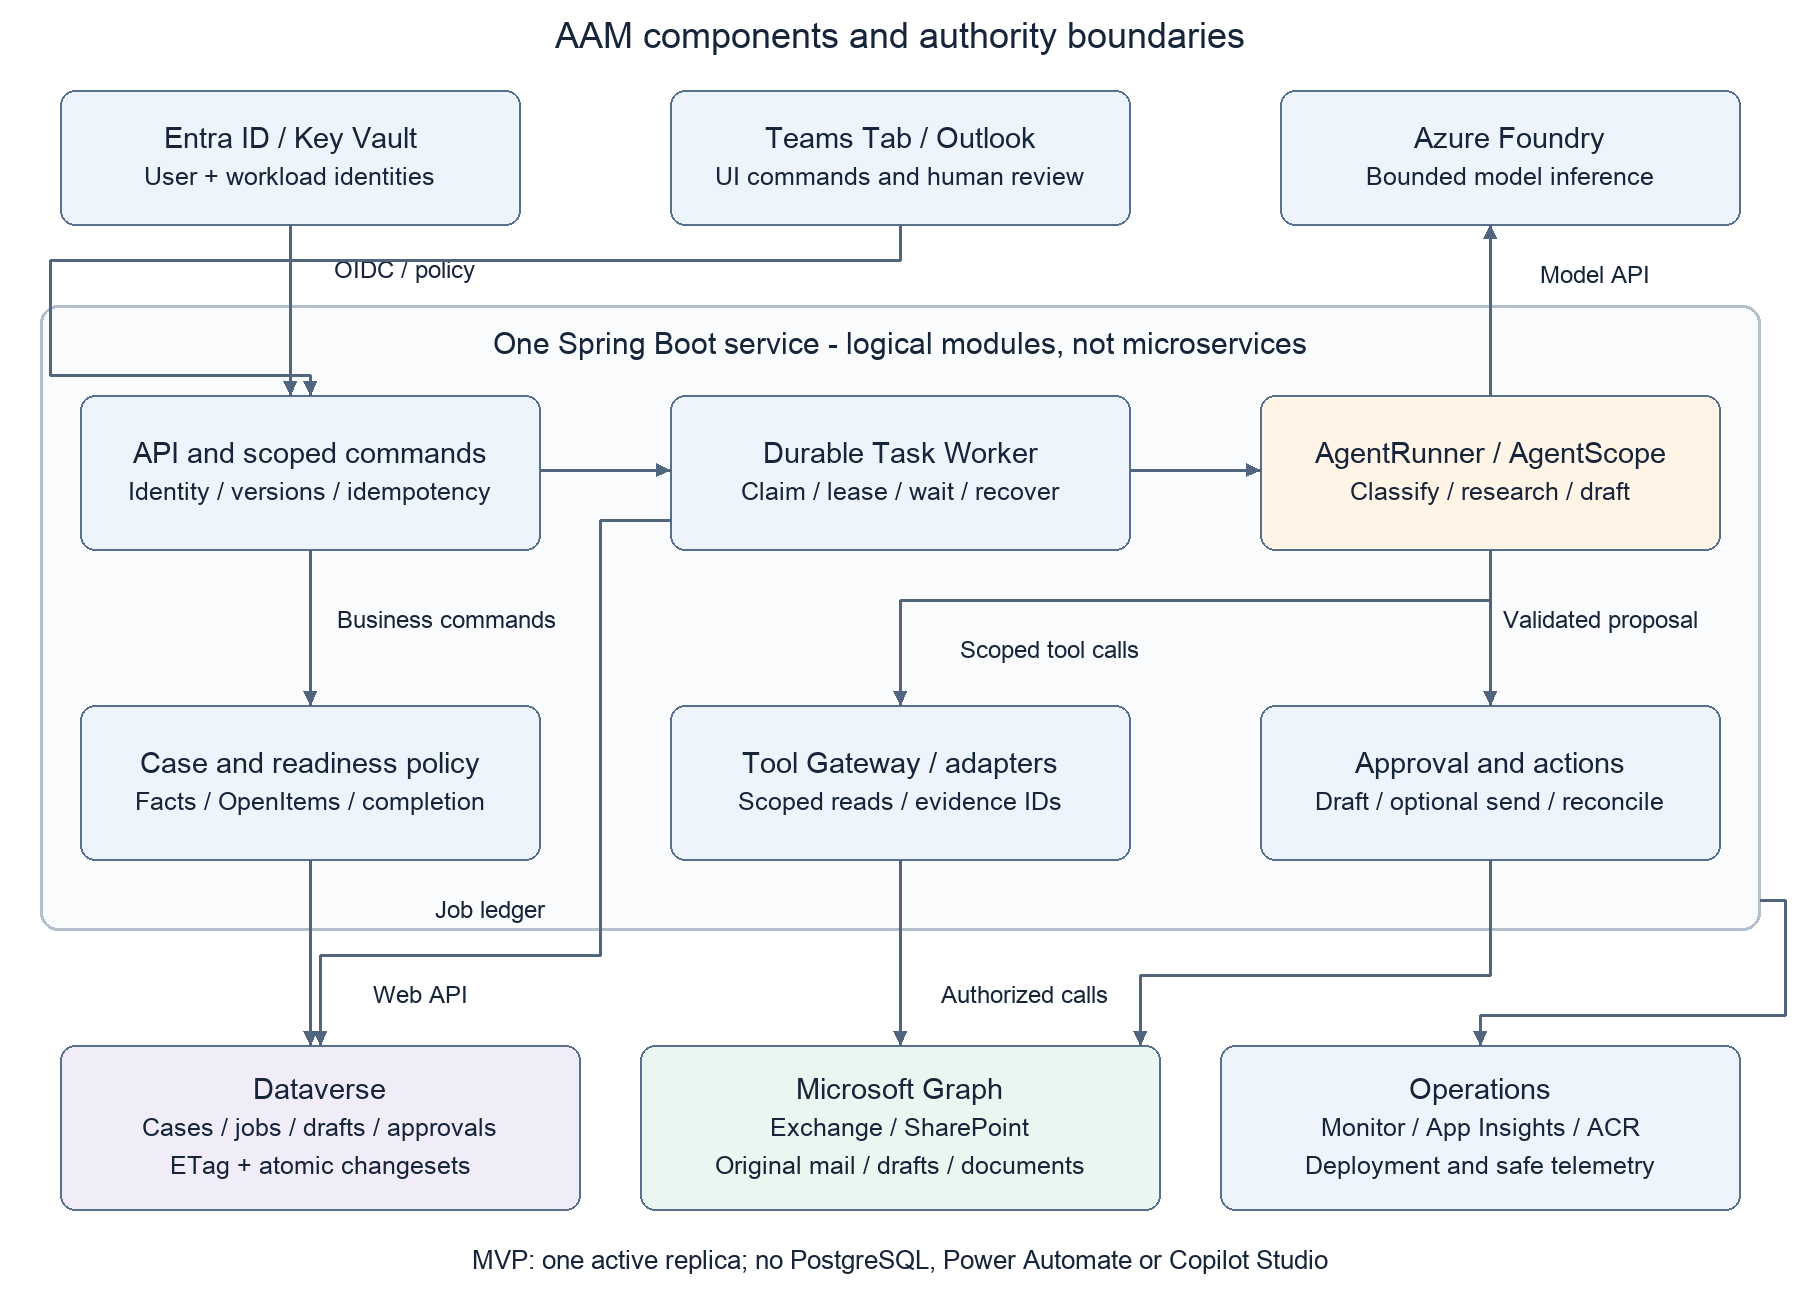 AAM components and authority boundaries
Entra ID / Key Vault
User + workload identities
Teams Tab / Outlook
UI commands and human review
Azure Foundry
Bounded model inference
OIDC / policy
Model API
One Spring Boot service - logical modules, not microservices
API and scoped commands
Identity / versions / idempotency
Durable Task Worker
Claim / lease / wait / recover
AgentRunner / AgentScope
Classify / research / draft
Business commands
Scoped tool calls
Validated proposal
Case and readiness policy
Facts / OpenItems / completion
Tool Gateway / adapters
Scoped reads / evidence IDs
Approval and actions
Draft / optional send / reconcile
Job ledger
Web API
Authorized calls
Dataverse
Cases / jobs / drafts / approvals
ETag + atomic changesets
Microsoft Graph
Exchange / SharePoint
Original mail / drafts / documents
Operations
Monitor / App Insights / ACR
Deployment and safe telemetry
MVP: one active replica; no PostgreSQL, Power Automate or Copilot Studio